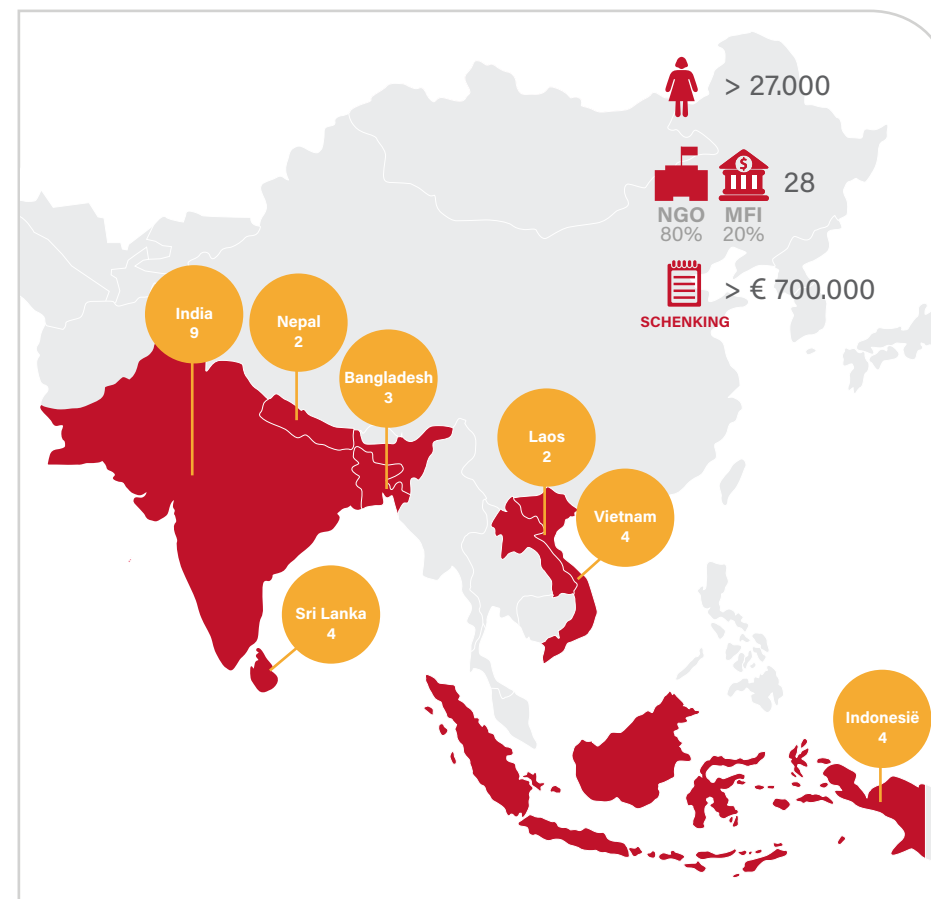 > 27.000
$
28
NGO MFI
80% 20%
> € 700.000
SCHENKING
India
9
Nepal
2
Bangladesh
3
Laos
2
Vietnam
4
Sri Lanka
4
Indonesië
4